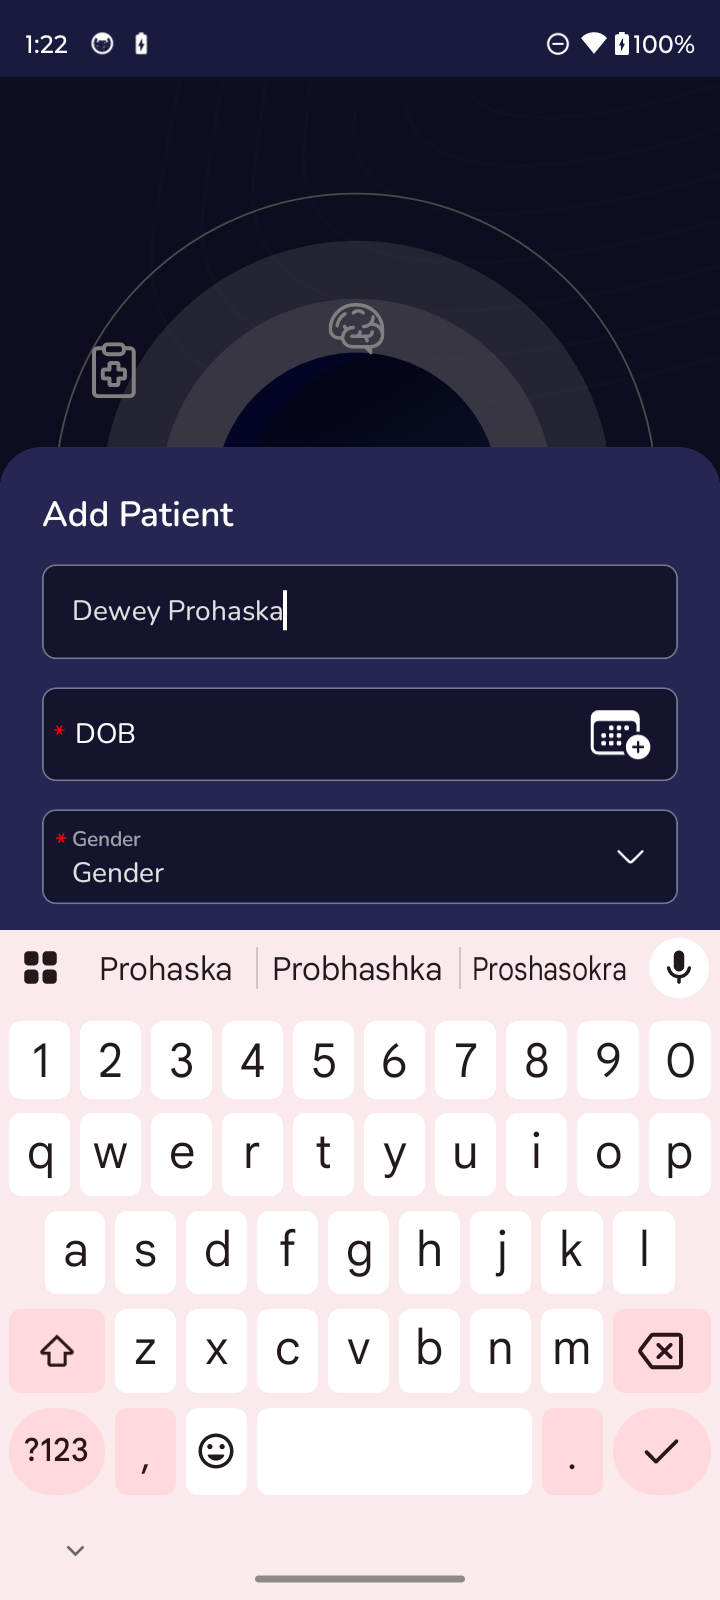 1:22 100%
Add Patient
Dewey Prohaska
* DOB
* Gender
Gender
Prohaska Probhashka Proshasokra
1 2 3 4 5 6 7 8 9 0
q w e r t y u i o p
a s d f g h j k l
z x c v b n m
?123 , .